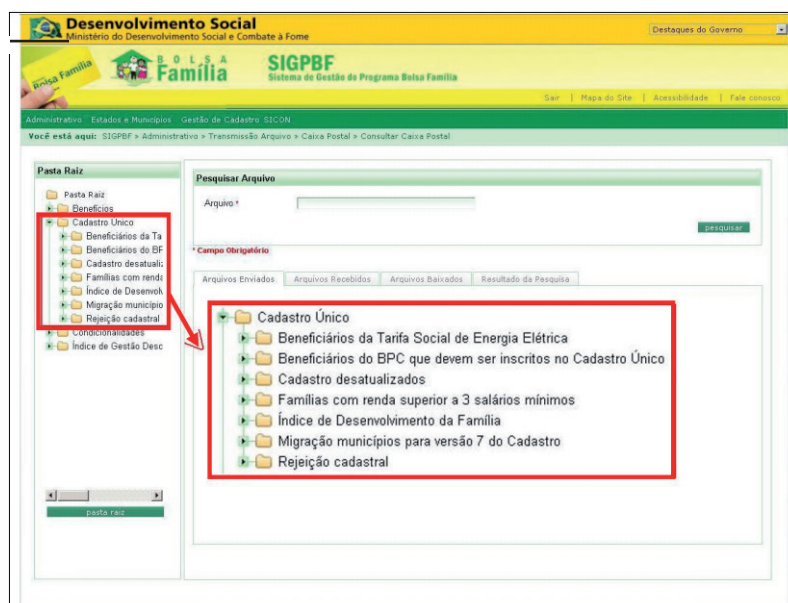 Desenvolvimento Social
Ministério do Desenvolvimento Social e Combate à Fome
Destaques do Governo
Bolsa Família
BOLSA
Família
SIGPBF
Sistema de Gestão do Programa Bolsa Família
Sair | Mapa do Site | Acessibilidade | Fale conosco
Administrativo Estados e Municípios Gestão de Cadastro SICON
Você está aqui: SIGPBF » Administrativo » Transmissão Arquivo » Caixa Postal » Consultar Caixa Postal
Pasta Raiz
Pasta Raiz
Benefícios
Cadastro Único
Beneficiários da Ta
Beneficiários do BF
Cadastro desatualiz
Famílias com renda
Índice de Desenvolv
Migração município
Rejeição cadastral
Condicionalidades
Índice de Gestão Desc
pasta raiz
Pesquisar Arquivo
Arquivo *
pesquisar
* Campo Obrigatório
Arquivos Enviados Arquivos Recebidos Arquivos Baixados Resultado da Pesquisa
Cadastro Único
Beneficiários da Tarifa Social de Energia Elétrica
Beneficiários do BPC que devem ser inscritos no Cadastro Único
Cadastro desatualizados
Famílias com renda superior a 3 salários mínimos
Índice de Desenvolvimento da Família
Migração municípios para versão 7 do Cadastro
Rejeição cadastral